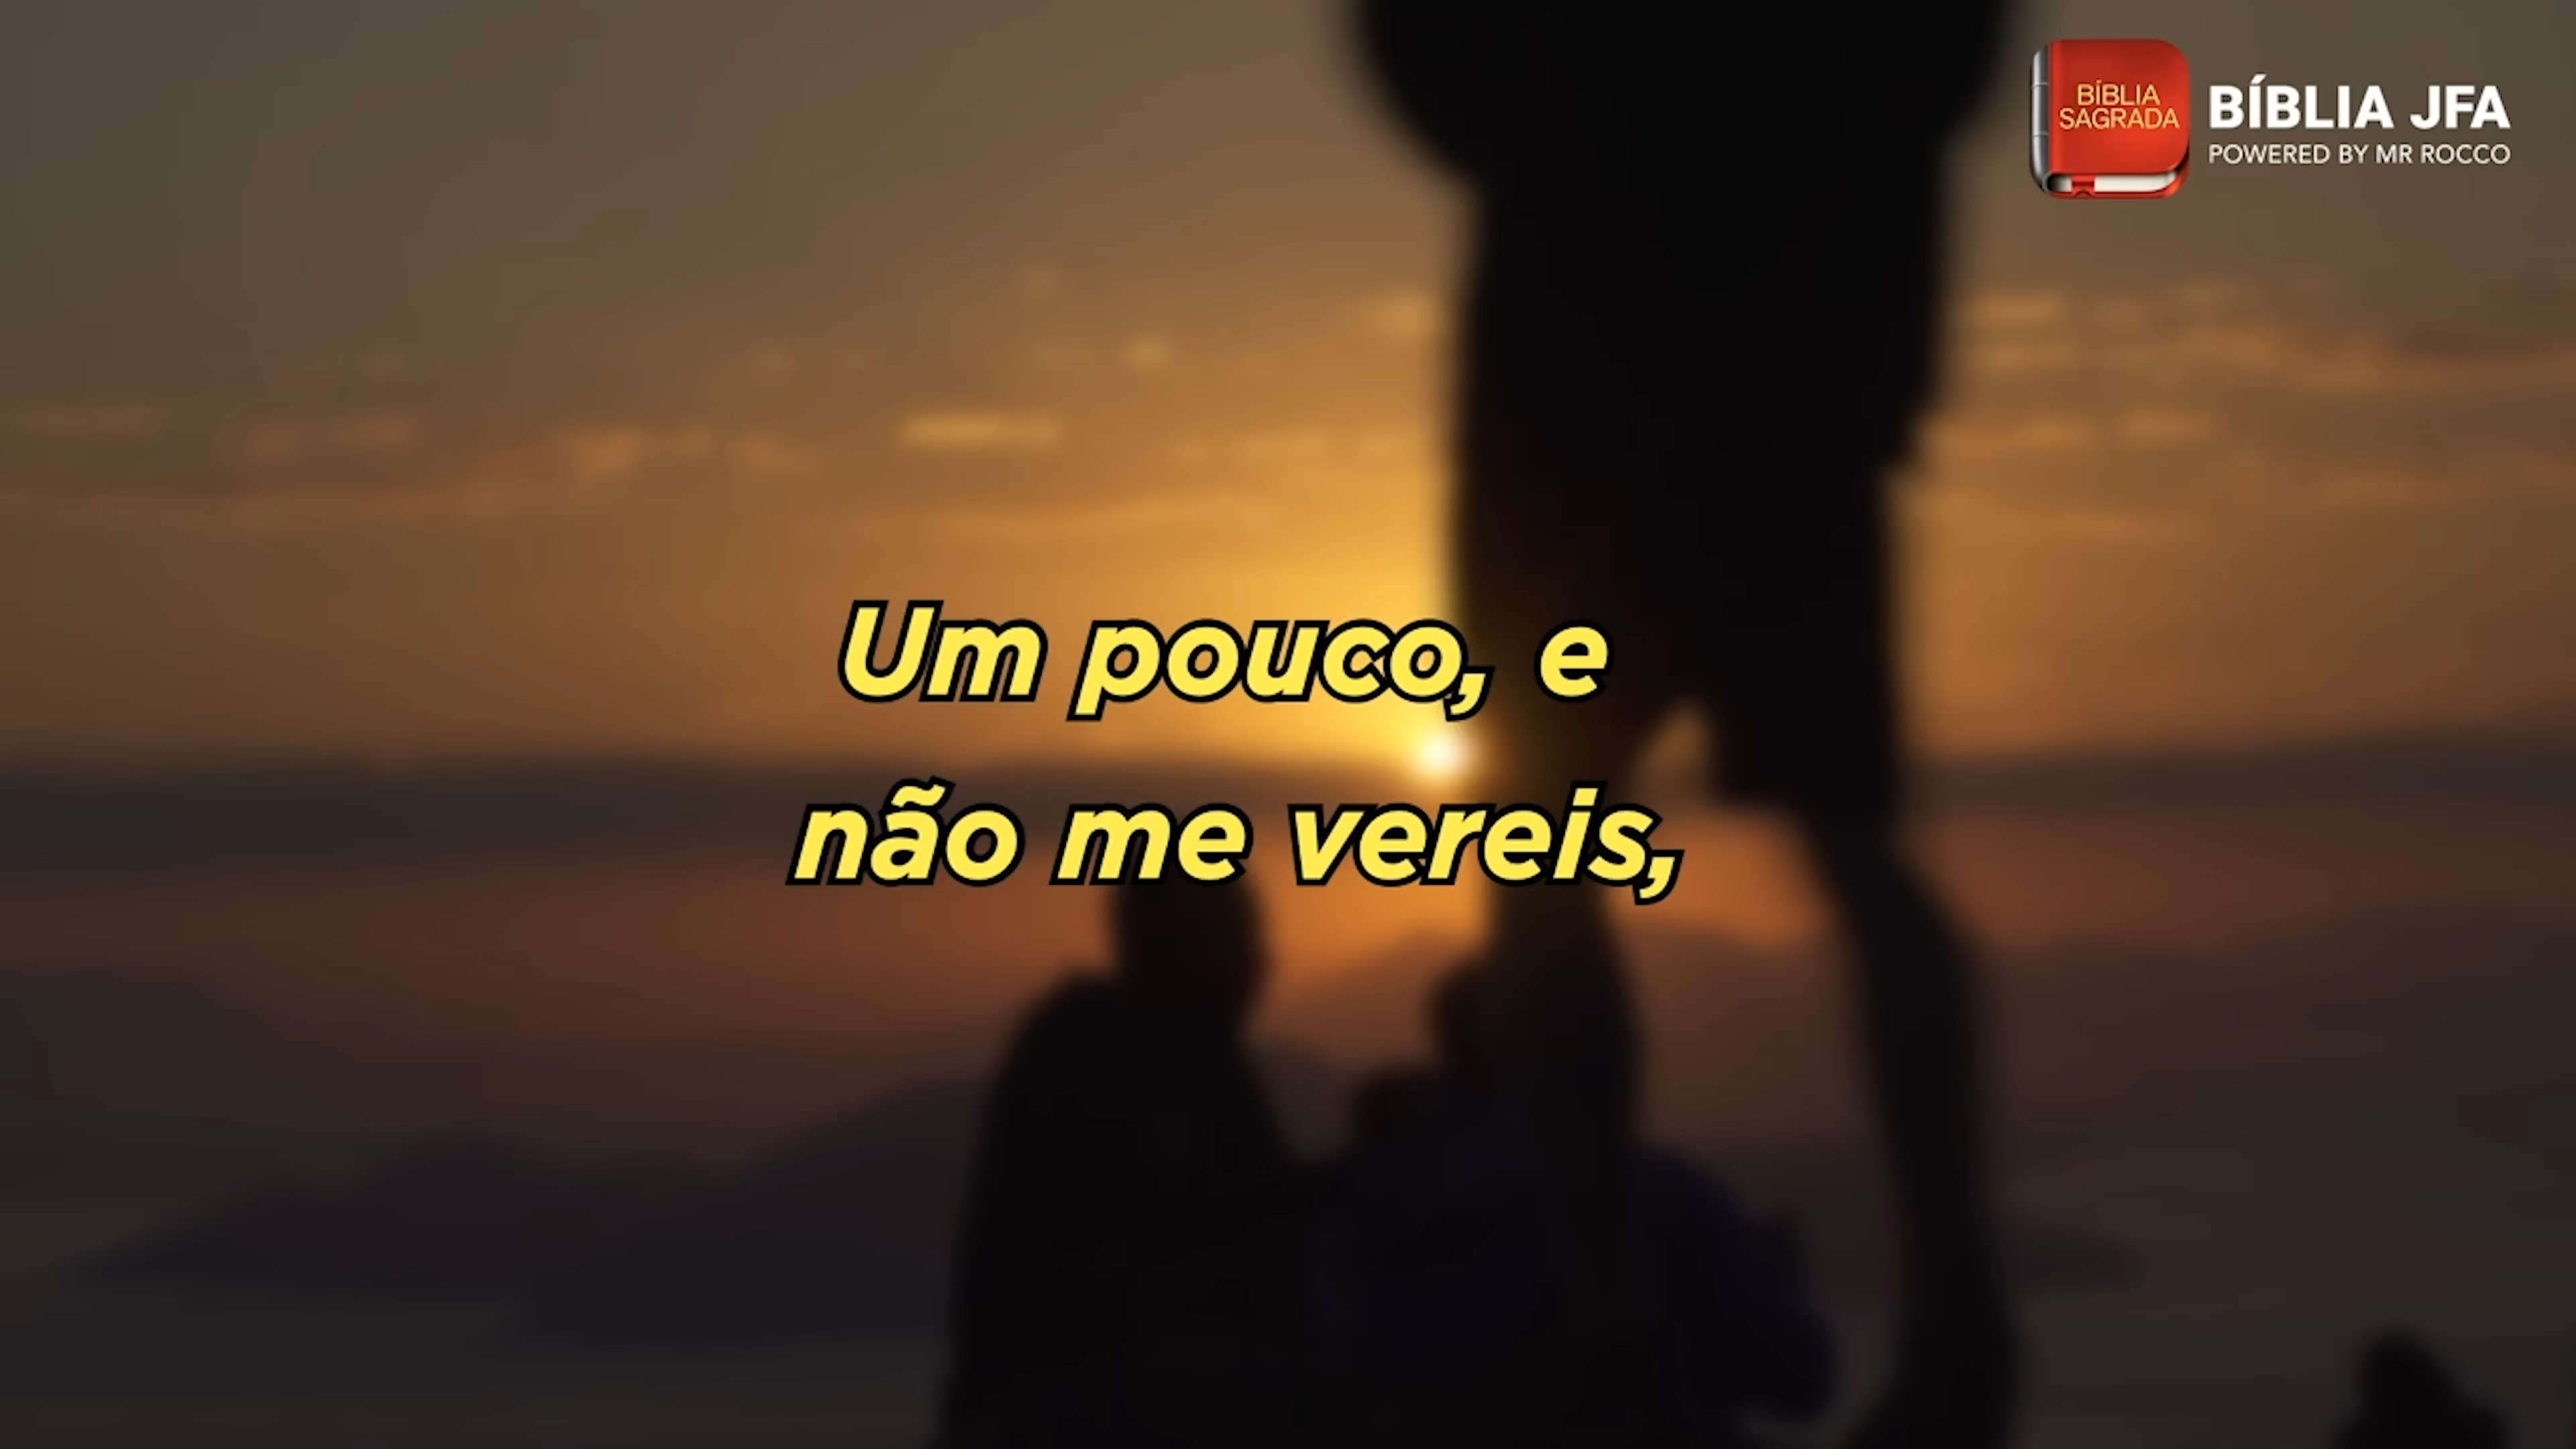 BÍBLIA
SAGRADA
BÍBLIA JFA
POWERED BY MR ROCCO
Um pouco, e
não me vereis,